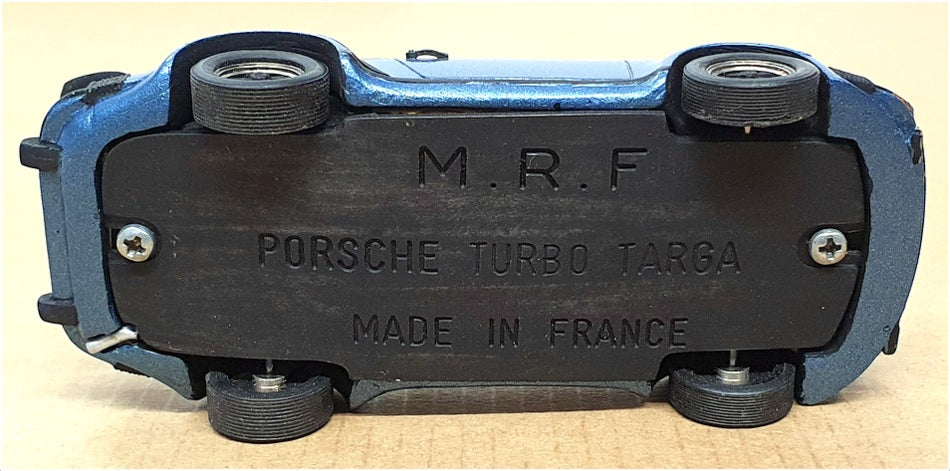 M.R.F
PORSCHE TURBO TARGA
MADE IN FRANCE